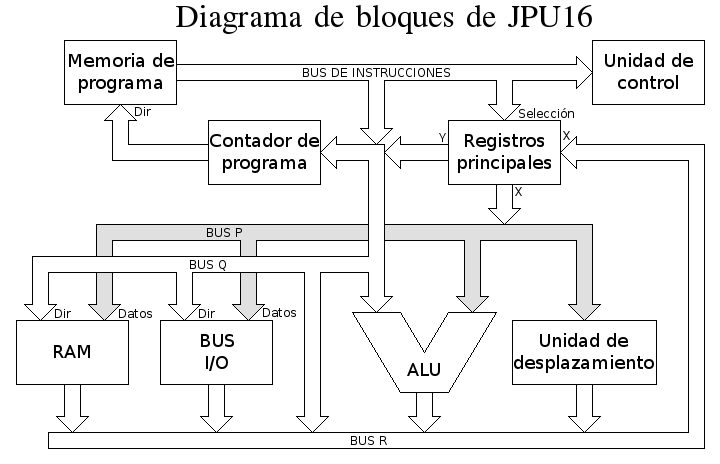 Diagrama de bloques de JPU16
Memoria de
programa
BUS DE INSTRUCCIONES
Unidad de
control
Dir
Selección
Contador de
programa
Y
Registros
principales
X
X
BUS P
BUS Q
Dir
Datos
Dir
Datos
RAM
BUS
I/O
ALU
Unidad de
desplazamiento
BUS R